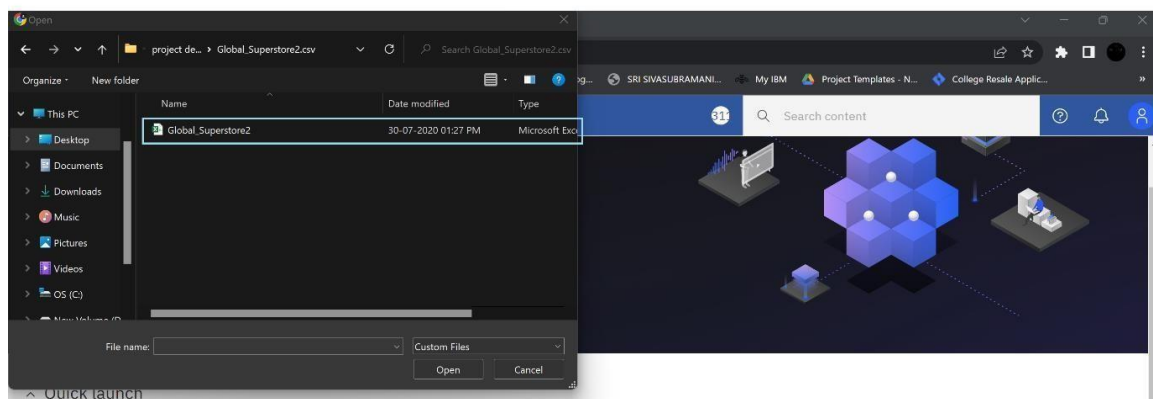 Open
project de... > Global_Superstore2.csv
Search Global_Superstore2.csv
Organize
New folder
SRI SIVASUBRAMANI...
My IBM
Project Templates - N...
College Resale Applic...
»
Name
Date modified
Type
This PC
Global_Superstore2
30-07-2020 01:27 PM
Microsoft Exc
Search content
Desktop
Documents
Downloads
Music
Pictures
Videos
OS (C:)
File name:
Custom Files
Open
Cancel
Quick launch